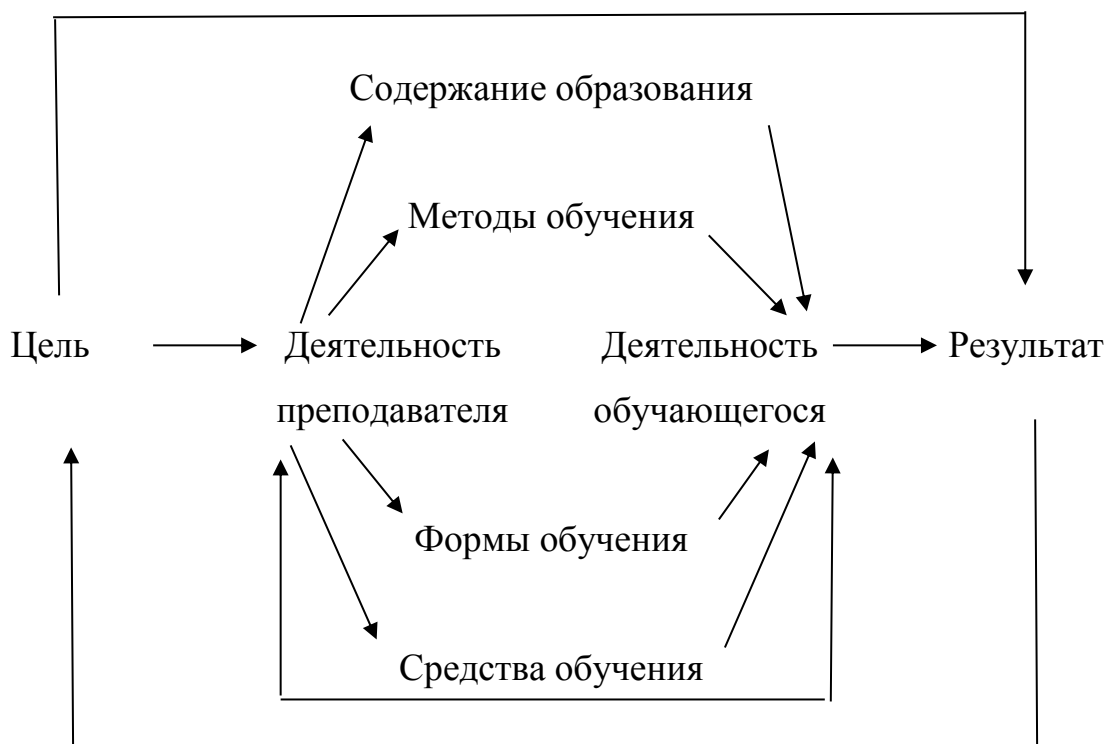 Содержание образования
Методы обучения
Цель
Деятельность
преподавателя
Деятельность
обучающегося
Результат
Формы обучения
Средства обучения